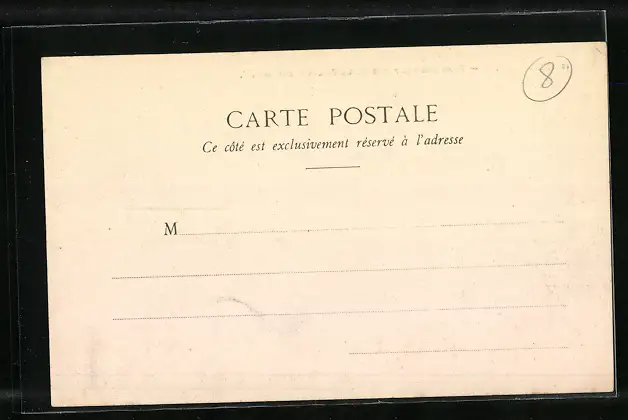 8
CARTE POSTALE
Ce côté est exclusivement réservé à l'adresse
M